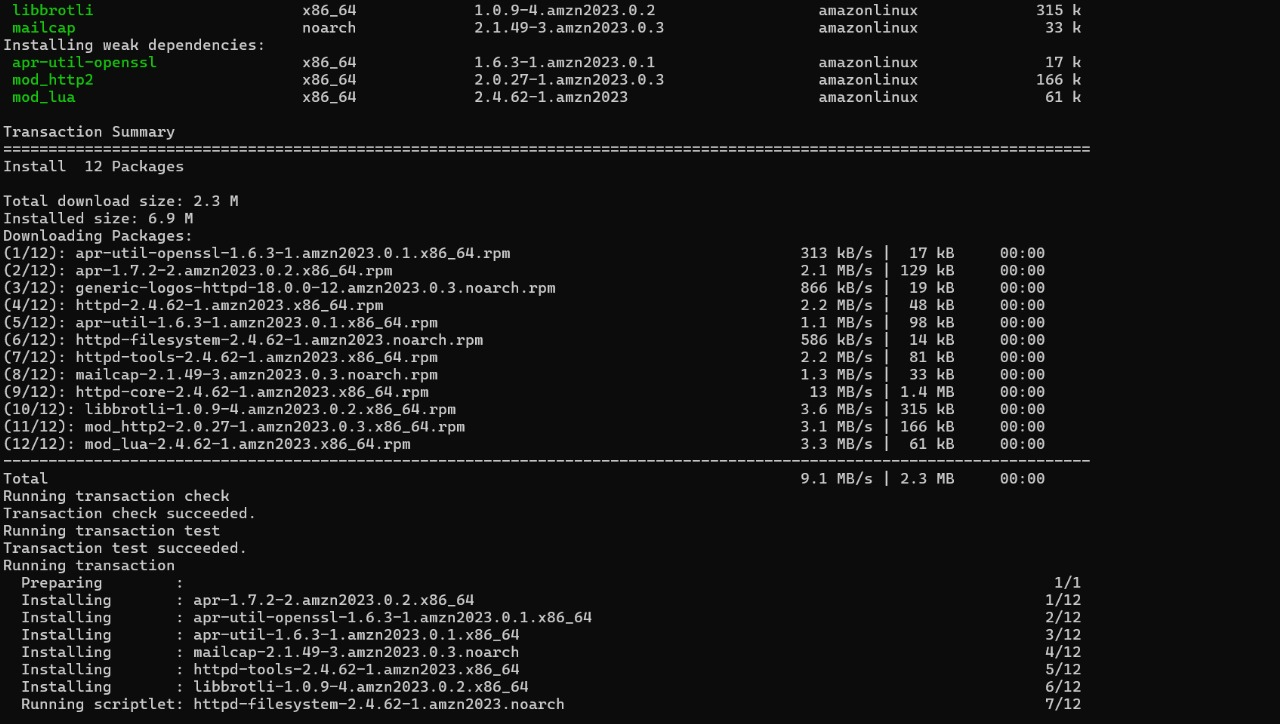 libbrotli x86_64 1.0.9-4.amzn2023.0.2 amazonlinux 315 k
mailcap noarch 2.1.49-3.amzn2023.0.3 amazonlinux 33 k
Installing weak dependencies:
apr-util-openssl x86_64 1.6.3-1.amzn2023.0.1 amazonlinux 17 k
mod_http2 x86_64 2.0.27-1.amzn2023.0.3 amazonlinux 166 k
mod_lua x86_64 2.4.62-1.amzn2023 amazonlinux 61 k
Transaction Summary
========================================================================================================================
Install  12 Packages
Total download size: 2.3 M
Installed size: 6.9 M
Downloading Packages:
(1/12): apr-util-openssl-1.6.3-1.amzn2023.0.1.x86_64.rpm 313 kB/s |  17 kB 00:00
(2/12): apr-1.7.2-2.amzn2023.0.2.x86_64.rpm 2.1 MB/s | 129 kB 00:00
(3/12): generic-logos-httpd-18.0.0-12.amzn2023.0.3.noarch.rpm 866 kB/s |  19 kB 00:00
(4/12): httpd-2.4.62-1.amzn2023.x86_64.rpm 2.2 MB/s |  48 kB 00:00
(5/12): apr-util-1.6.3-1.amzn2023.0.1.x86_64.rpm 1.1 MB/s |  98 kB 00:00
(6/12): httpd-filesystem-2.4.62-1.amzn2023.noarch.rpm 586 kB/s |  14 kB 00:00
(7/12): httpd-tools-2.4.62-1.amzn2023.x86_64.rpm 2.2 MB/s |  81 kB 00:00
(8/12): mailcap-2.1.49-3.amzn2023.0.3.noarch.rpm 1.3 MB/s |  33 kB 00:00
(9/12): httpd-core-2.4.62-1.amzn2023.x86_64.rpm 13 MB/s | 1.4 MB 00:00
(10/12): libbrotli-1.0.9-4.amzn2023.0.2.x86_64.rpm 3.6 MB/s | 315 kB 00:00
(11/12): mod_http2-2.0.27-1.amzn2023.0.3.x86_64.rpm 3.1 MB/s | 166 kB 00:00
(12/12): mod_lua-2.4.62-1.amzn2023.x86_64.rpm 3.3 MB/s |  61 kB 00:00
------------------------------------------------------------------------------------------------------------------------
Total 9.1 MB/s | 2.3 MB 00:00
Running transaction check
Transaction check succeeded.
Running transaction test
Transaction test succeeded.
Running transaction
Preparing : 1/1
Installing : apr-1.7.2-2.amzn2023.0.2.x86_64 1/12
Installing : apr-util-openssl-1.6.3-1.amzn2023.0.1.x86_64 2/12
Installing : apr-util-1.6.3-1.amzn2023.0.1.x86_64 3/12
Installing : mailcap-2.1.49-3.amzn2023.0.3.noarch 4/12
Installing : httpd-tools-2.4.62-1.amzn2023.x86_64 5/12
Installing : libbrotli-1.0.9-4.amzn2023.0.2.x86_64 6/12
Running scriptlet: httpd-filesystem-2.4.62-1.amzn2023.noarch 7/12